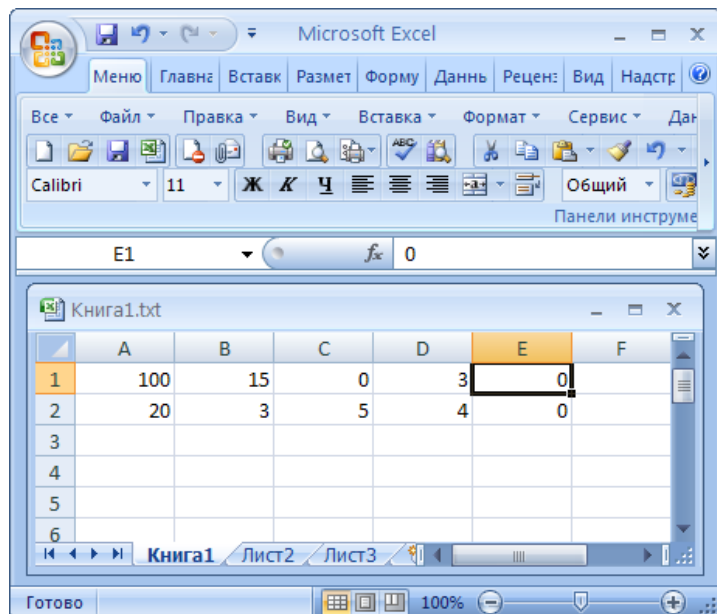 Microsoft Excel
Меню Главна Вставк Размет Форму Даннь Реценз Вид Надстр
Все Файл Правка Вид Вставка Формат Сервис Дан
ABC
Calibri 11 Ж К Ч a Общий
Панели инструме
E1 fx 0
Книга1.txt
A B C D E F
1 100 15 0 3 0
2 20 3 5 4 0
3
4
5
6
Книга1 Лист2 Лист3
Готово 100%